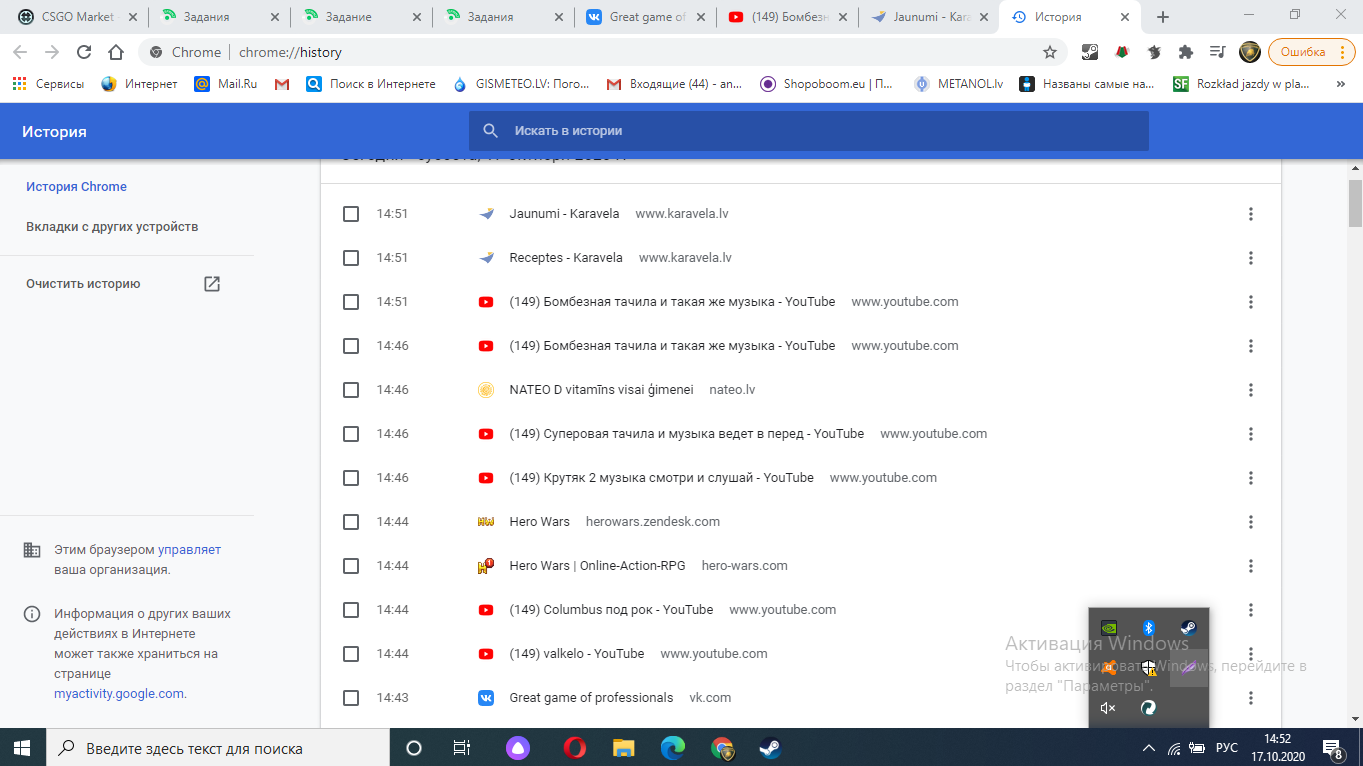 CSGO Market
Задания
Задание
Задания
Great game of
(149) Бомбезн
Jaunumi - Kara
История
Chrome
chrome://history
Ошибка
Сервисы
Интернет
Mail.Ru
Поиск в Интернете
GISMETEO.LV: Пого...
Входящие (44) - an...
Shopoboom.eu | П...
METANOL.lv
Названы самые на...
Rozkład jazdy w pla...
»
История
Искать в истории
История Chrome
Вкладки с других устройств
Очистить историю
14:51 Jaunumi - Karavela www.karavela.lv
14:51 Receptes - Karavela www.karavela.lv
14:51 (149) Бомбезная тачила и такая же музыка - YouTube www.youtube.com
14:46 (149) Бомбезная тачила и такая же музыка - YouTube www.youtube.com
14:46 NATEO D vitamīns visai ģimenei nateo.lv
14:46 (149) Суперовая тачила и музыка ведет в перед - YouTube www.youtube.com
14:46 (149) Крутяк 2 музыка смотри и слушай - YouTube www.youtube.com
14:44 Hero Wars herowars.zendesk.com
14:44 Hero Wars | Online-Action-RPG hero-wars.com
14:44 (149) Columbus под рок - YouTube www.youtube.com
14:44 (149) valkelo - YouTube www.youtube.com
14:43 Great game of professionals vk.com
Этим браузером управляет
ваша организация.
Информация о других ваших
действиях в Интернете
может также храниться на
странице
myactivity.google.com.
Активация Windows
Чтобы активировать Windows, перейдите в
раздел "Параметры".
Введите здесь текст для поиска
РУС
14:52
17.10.2020
8